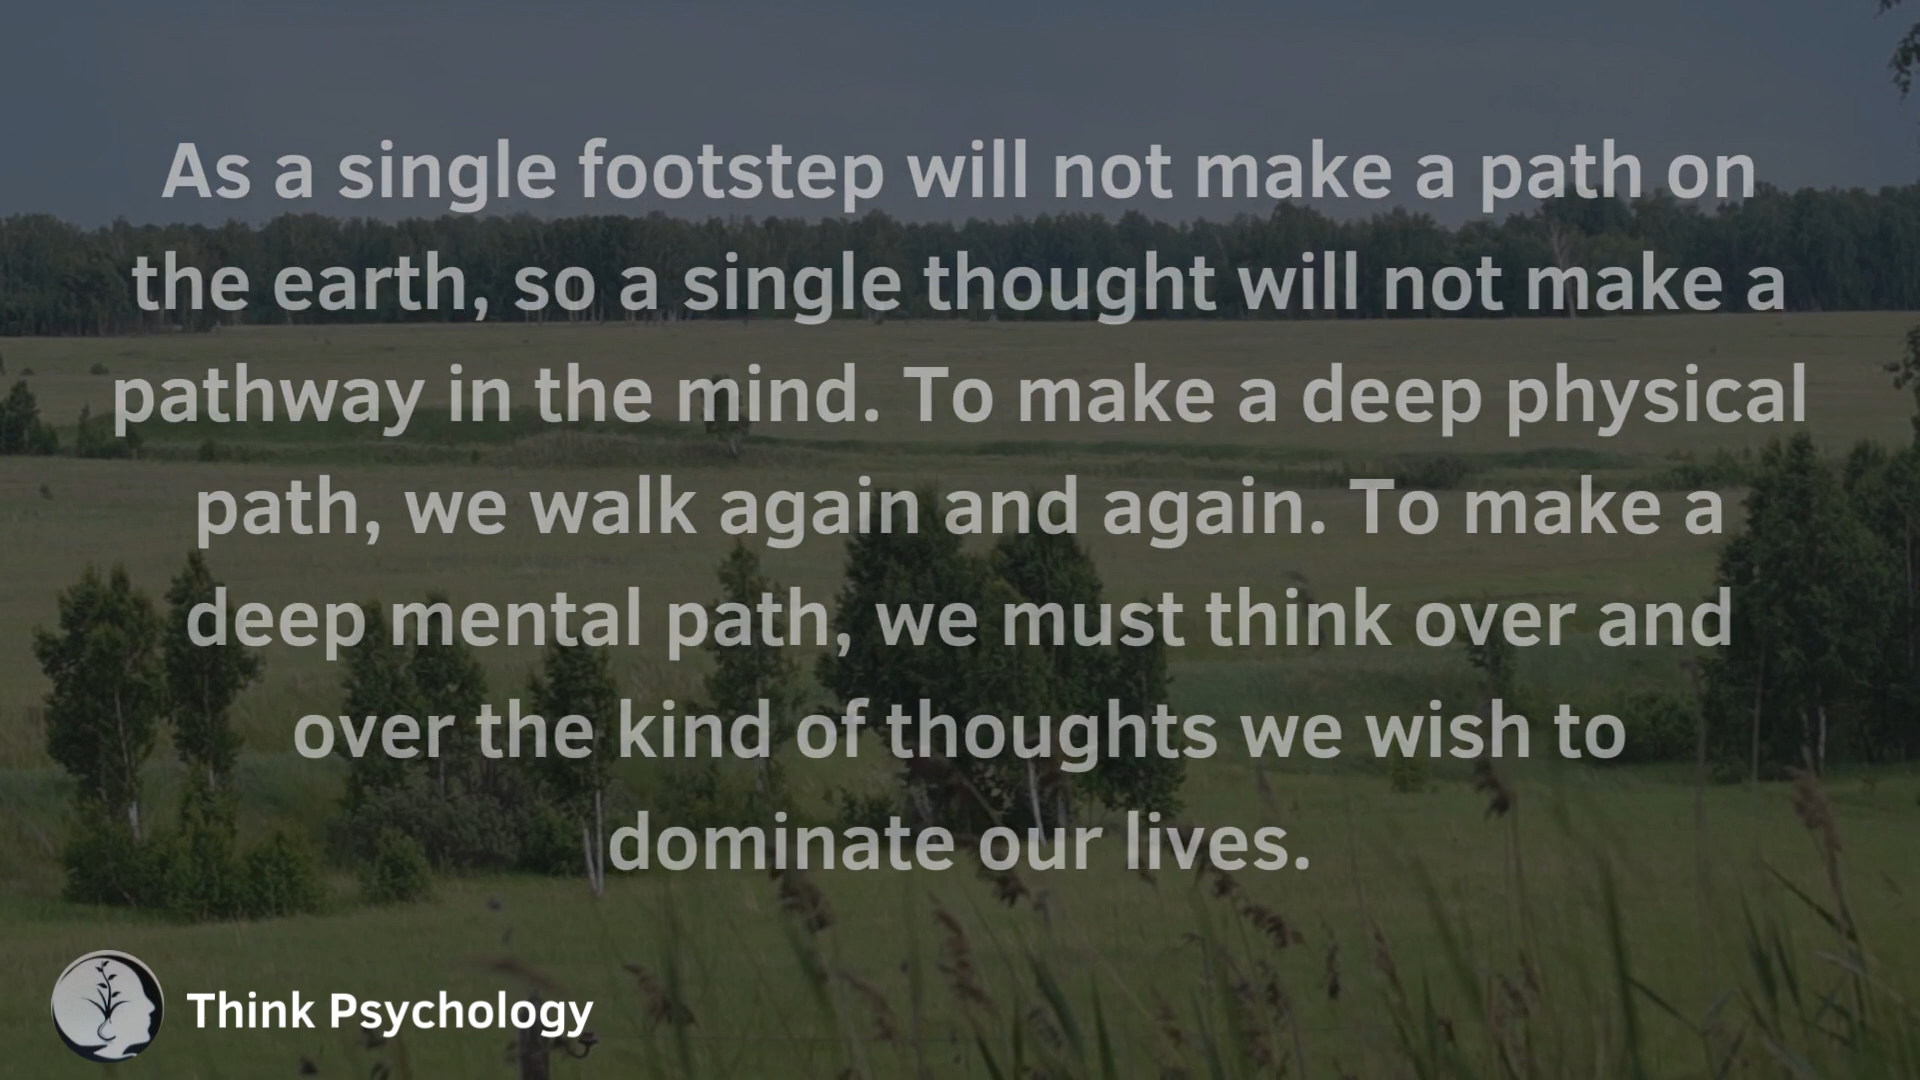 As a single footstep will not make a path on
the earth, so a single thought will not make a
pathway in the mind. To make a deep physical
path, we walk again and again. To make a
deep mental path, we must think over and
over the kind of thoughts we wish to
dominate our lives.
Think Psychology